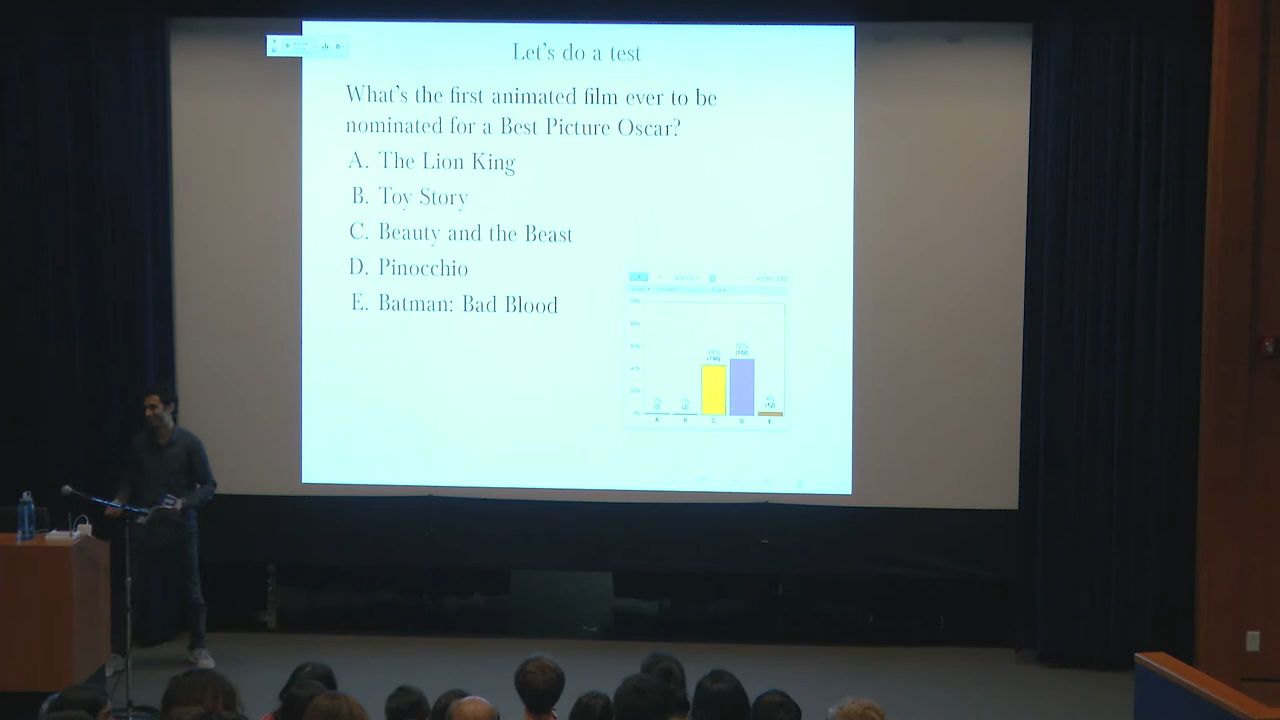 Let's do a test
What's the first animated film ever to be
nominated for a Best Picture Oscar?
A. The Lion King
B. Toy Story
C. Beauty and the Beast
D. Pinocchio
E. Batman: Bad Blood
A B C D E